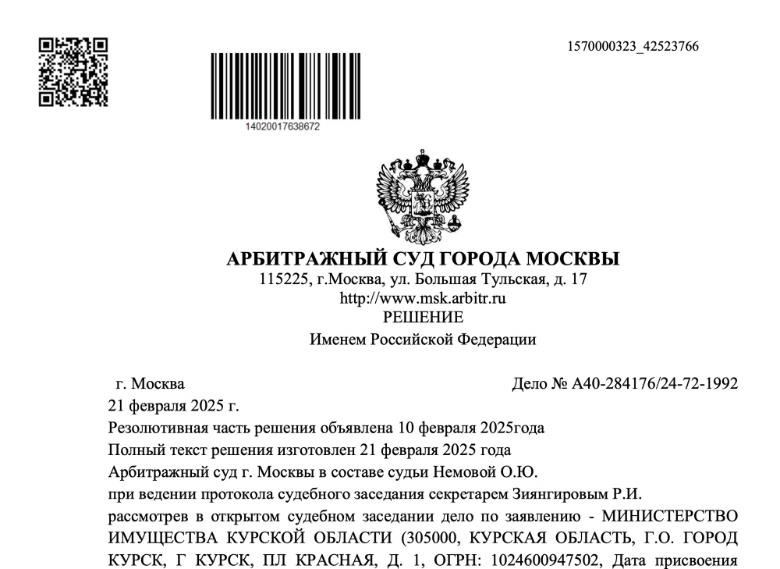 1570000323_42523766
14020017638672
АРБИТРАЖНЫЙ СУД ГОРОДА МОСКВЫ
115225, г.Москва, ул. Большая Тульская, д. 17
http://www.msk.arbitr.ru
РЕШЕНИЕ
Именем Российской Федерации
г. Москва Дело № А40-284176/24-72-1992
21 февраля 2025 г.
Резолютивная часть решения объявлена 10 февраля 2025года
Полный текст решения изготовлен 21 февраля 2025 года
Арбитражный суд г. Москвы в составе судьи Немовой О.Ю.
при ведении протокола судебного заседания секретарем Зиянгировым Р.И.
рассмотрев в открытом судебном заседании дело по заявлению - МИНИСТЕРСТВО
ИМУЩЕСТВА КУРСКОЙ ОБЛАСТИ (305000, КУРСКАЯ ОБЛАСТЬ, Г.О. ГОРОД
КУРСК, Г КУРСК, ПЛ КРАСНАЯ, Д. 1, ОГРН: 1024600947502, Дата присвоения